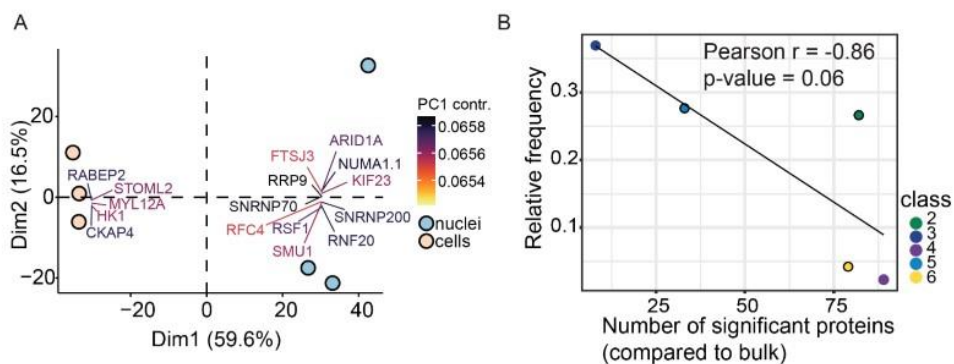 A
B
Dim2 (16.5%)
20
0
−20
−20
0
20
40
Dim1 (59.6%)
RABEP2
STOML2
MYL12A
HK1
CKAP4
ARID1A
FTSJ3
NUMA1.1
RRP9
KIF23
SNRNP70
SNRNP200
RFC4
RSF1
RNF20
SMU1
PC1 contr.
0.0658
0.0656
0.0654
nuclei
cells
Relative frequency
0.3
0.2
0.1
Pearson r = -0.86
p-value = 0.06
25
50
75
Number of significant proteins
(compared to bulk)
class
2
3
4
5
6